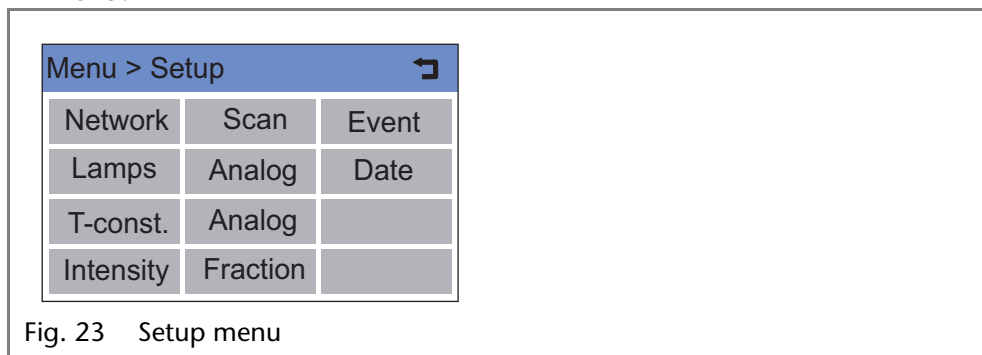 Menu > Setup
Network Scan Event
Lamps Analog Date
T-const. Analog
Intensity Fraction
Fig. 23 Setup menu